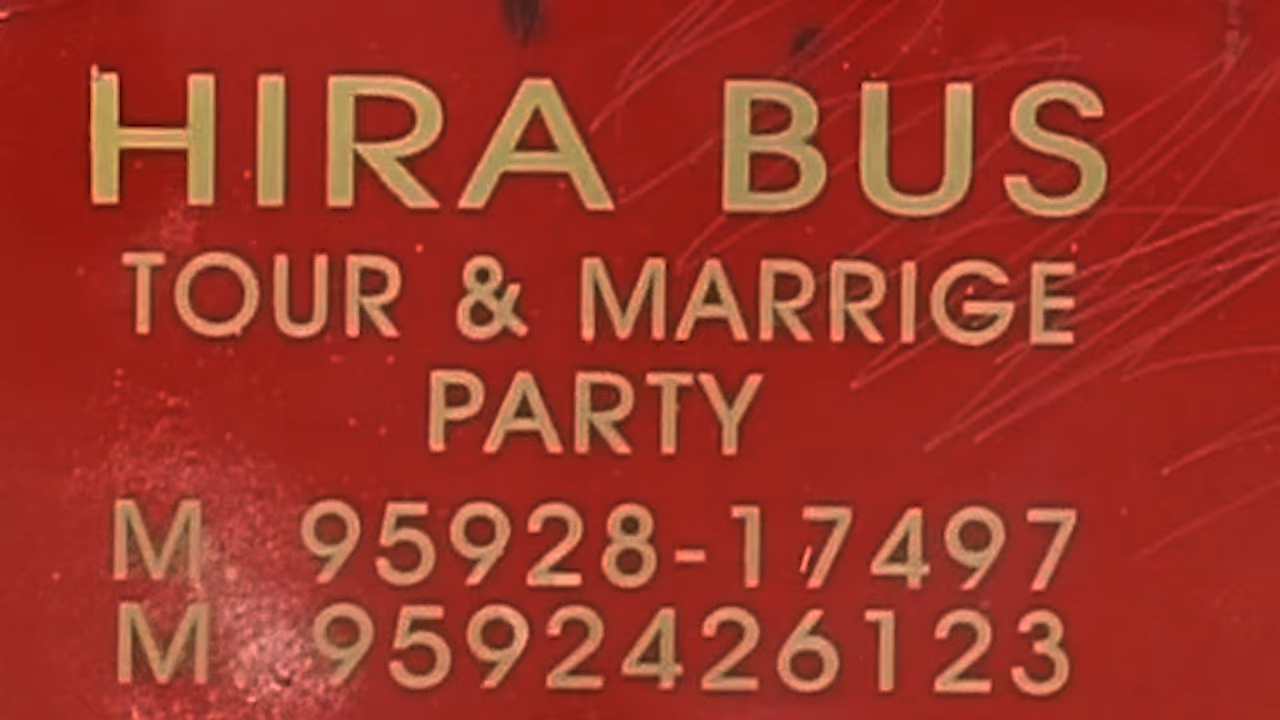 HIRA BUS
TOUR & MARRIGE
PARTY
M 95928-17497
M 9592426123